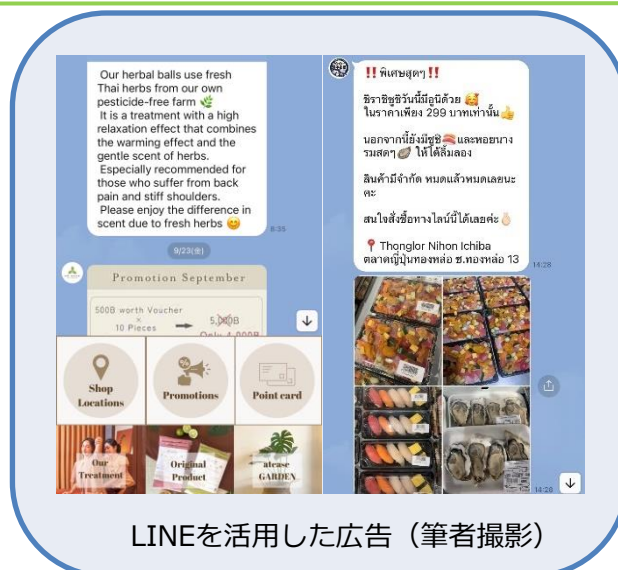 Our herbal balls use fresh
Thai herbs from our own
pesticide-free farm 🌿
It is a treatment with a high
relaxation effect that combines
the warming effect and the
gentle scent of herbs.
Especially recommended for
those who suffer from back
pain and stiff shoulders.
Please enjoy the difference in
scent due to fresh herbs 😊
8:35
9/23(金)
Promotion September
500B worth Voucher
×
10 Pieces
5,000B
Only 4,000B
Shop
Locations
Promotions
Point card
Our
Treatment
Original
Product
atease
GARDEN
‼️ พิเศษสุดๆ ‼️
ชิราชิซูชิวันนี้มีอูนิด้วย 🥰
ในราคาเพียง 299 บาทเท่านั้น👍
นอกจากนี้ยังมีซูชิ🍣และหอยนาง
รมสดๆ🦪 ให้ได้ลิ้มลอง
สินค้ามีจำกัด หมดแล้วหมดเลยนะ
คะ
สนใจสั่งซื้อทางไลน์นี้ได้เลยค่ะ👌🏻
📍 Thonglor Nihon Ichiba
ตลาดญี่ปุ่นทองหล่อ ซ.ทองหล่อ 13
14:28
14:28
LINEを活用した広告（筆者撮影）